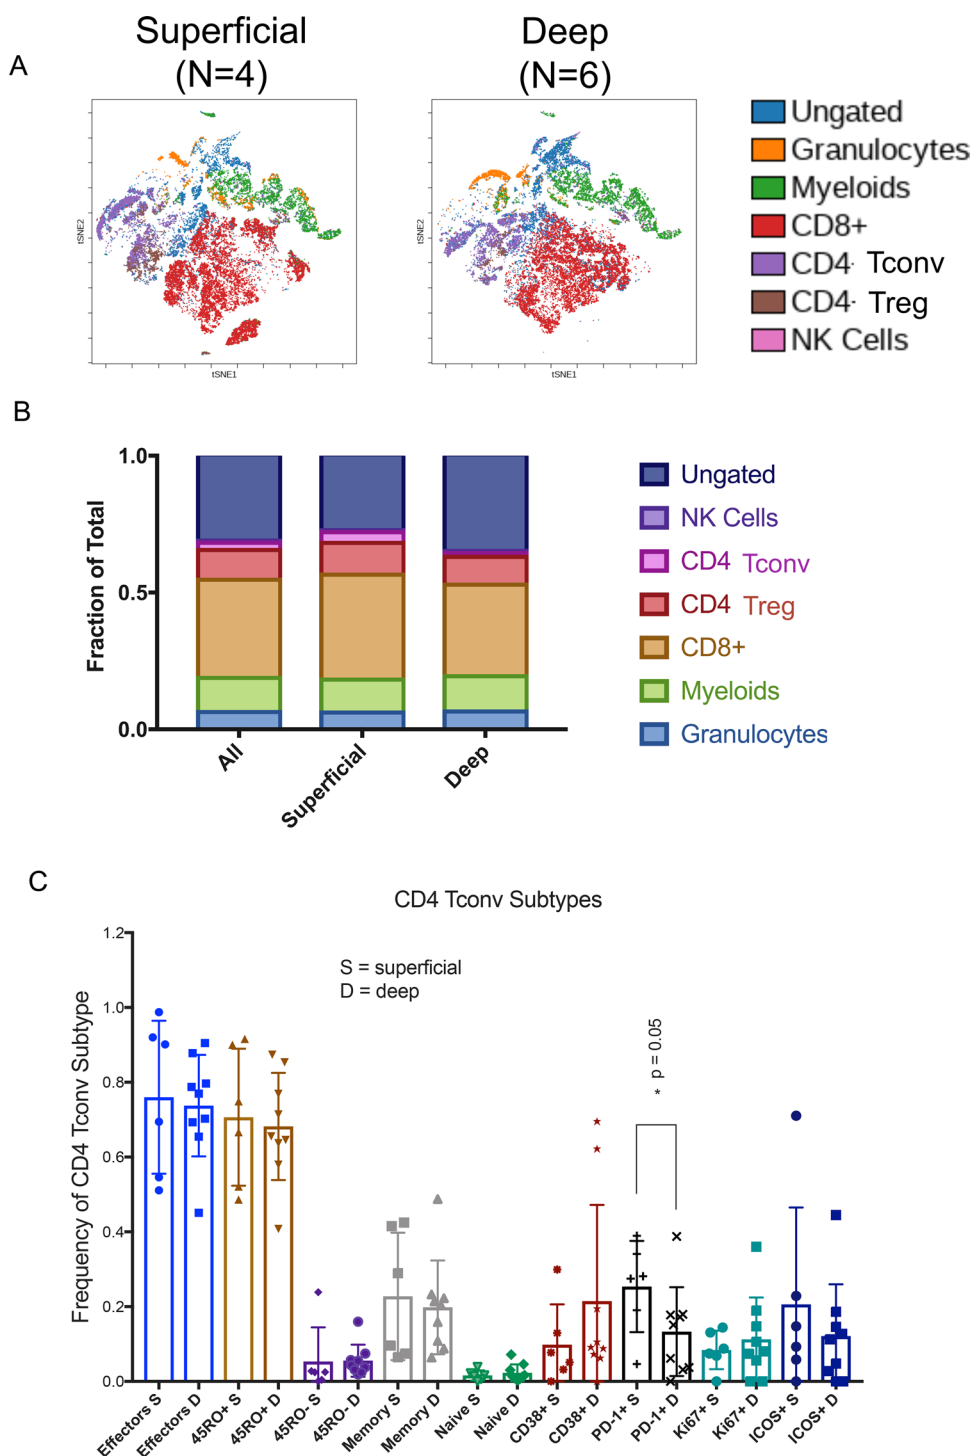 Superficial
(N=4)
Deep
(N=6)
A
tSNE2
tSNE1
tSNE2
tSNE1
Ungated
Granulocytes
Myeloids
CD8+
CD4· Tconv
CD4· Treg
NK Cells
B
Fraction of Total
1.0
0.5
0.0
All
Superficial
Deep
Ungated
NK Cells
CD4 Tconv
CD4 Treg
CD8+
Myeloids
Granulocytes
C
CD4 Tconv Subtypes
S = superficial
D = deep
Frequency of CD4 Tconv Subtype
1.2
1.0
0.8
0.6
0.4
0.2
0.0
* p = 0.05
Effectors S
Effectors D
45RO+ S
45RO+ D
45RO- S
45RO- D
Memory S
Memory D
Naive S
Naive D
CD38+ S
CD38+ D
PD-1+ S
PD-1+ D
Ki67+ S
Ki67+ D
ICOS+ S
ICOS+ D